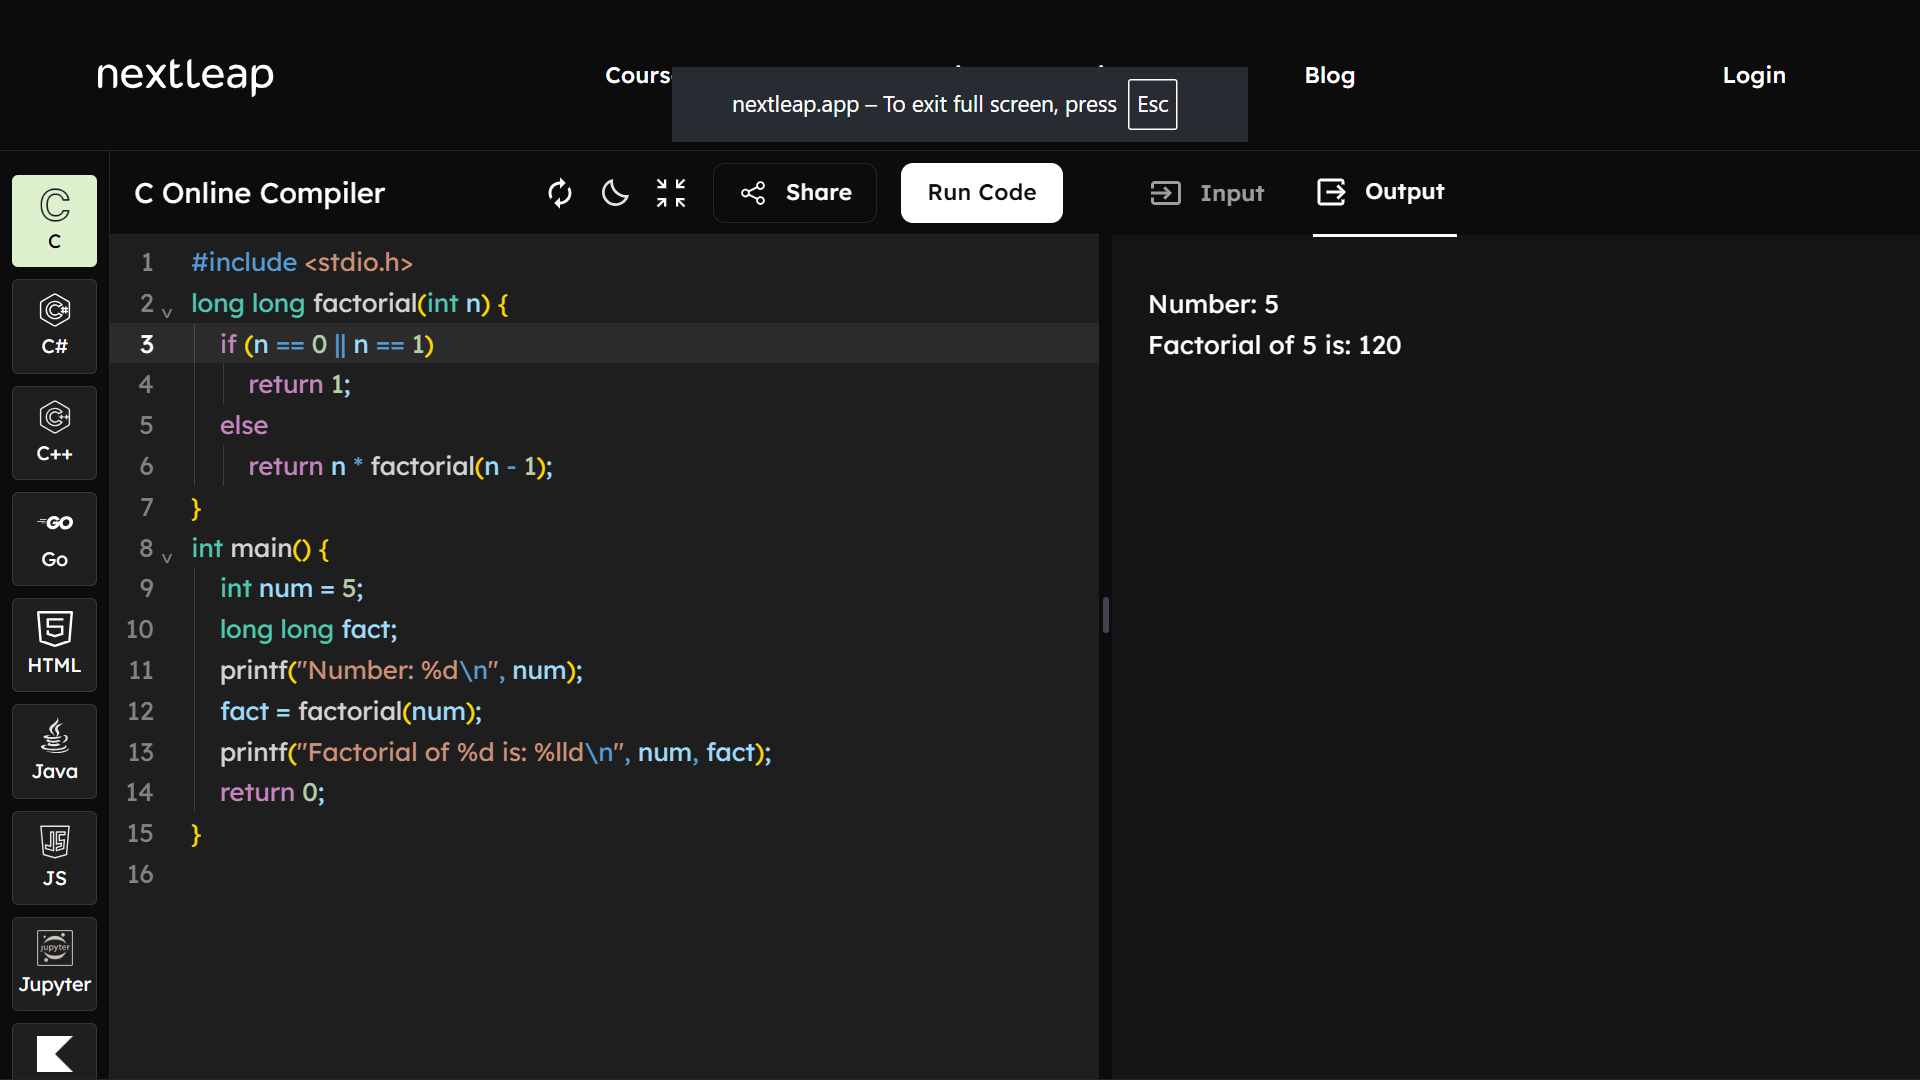 nextleap
Blog
Login
nextleap.app – To exit full screen, press Esc
C Online Compiler
Share
Run Code
Input
Output
C
C#
C++
GO
Go
HTML
Java
JS
Jupyter
1 #include <stdio.h>
2 long long factorial(int n) {
3 if (n == 0 || n == 1)
4 return 1;
5 else
6 return n * factorial(n - 1);
7 }
8 int main() {
9 int num = 5;
10 long long fact;
11 printf("Number: %d\n", num);
12 fact = factorial(num);
13 printf("Factorial of %d is: %lld\n", num, fact);
14 return 0;
15 }
16
Number: 5
Factorial of 5 is: 120